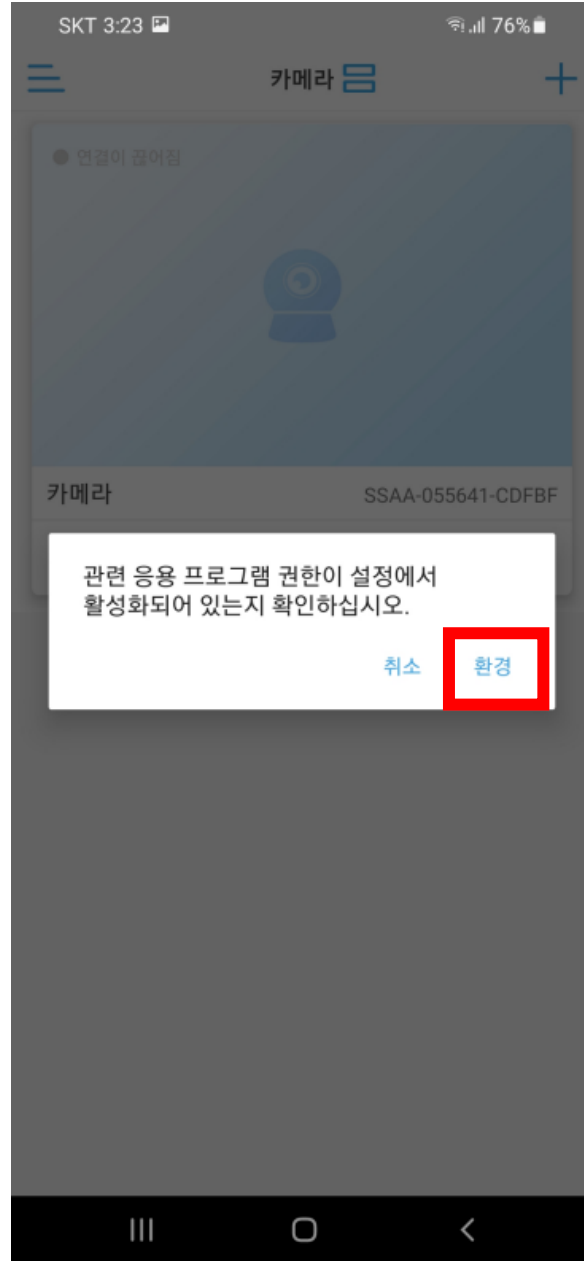 SKT 3:23 76%
카메라
연결이 끊어짐
카메라 SSAA-055641-CDFBF
관련 응용 프로그램 권한이 설정에서
활성화되어 있는지 확인하십시오.
취소 환경